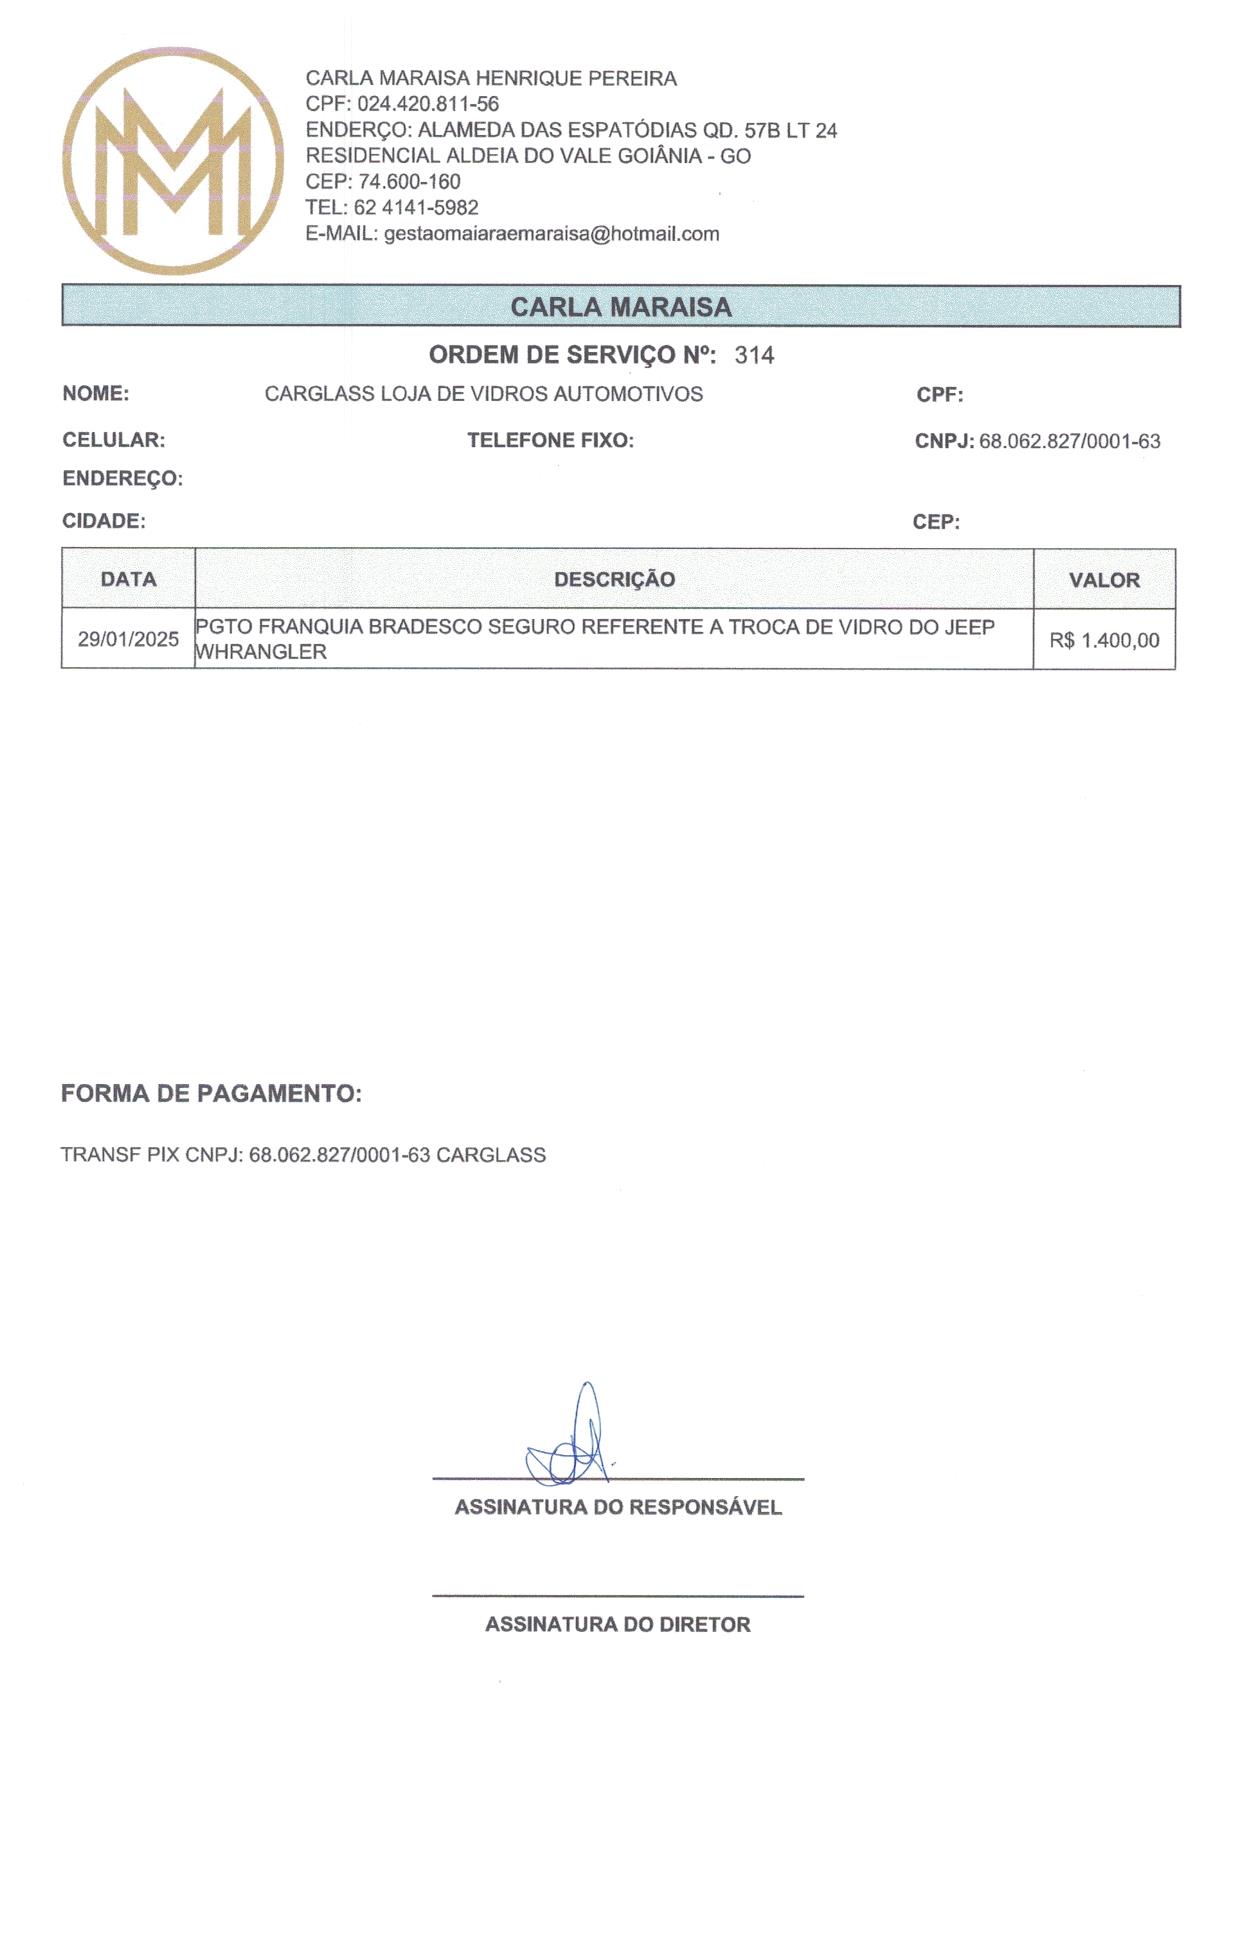 MM
CARLA MARAISA HENRIQUE PEREIRA
CPF: 024.420.811-56
ENDERÇO: ALAMEDA DAS ESPATÓDIAS QD. 57B LT 24
RESIDENCIAL ALDEIA DO VALE GOIÂNIA - GO
CEP: 74.600-160
TEL: 62 4141-5982
E-MAIL: gestaomaiaraemaraisa@hotmail.com
CARLA MARAISA
ORDEM DE SERVIÇO Nº: 314
NOME: CARGLASS LOJA DE VIDROS AUTOMOTIVOS CPF:
CELULAR: TELEFONE FIXO: CNPJ: 68.062.827/0001-63
ENDEREÇO:
CIDADE: CEP:
DATA DESCRIÇÃO VALOR
29/01/2025 PGTO FRANQUIA BRADESCO SEGURO REFERENTE A TROCA DE VIDRO DO JEEP R$ 1.400,00
WHRANGLER
FORMA DE PAGAMENTO:
TRANSF PIX CNPJ: 68.062.827/0001-63 CARGLASS
ASSINATURA DO RESPONSÁVEL
ASSINATURA DO DIRETOR